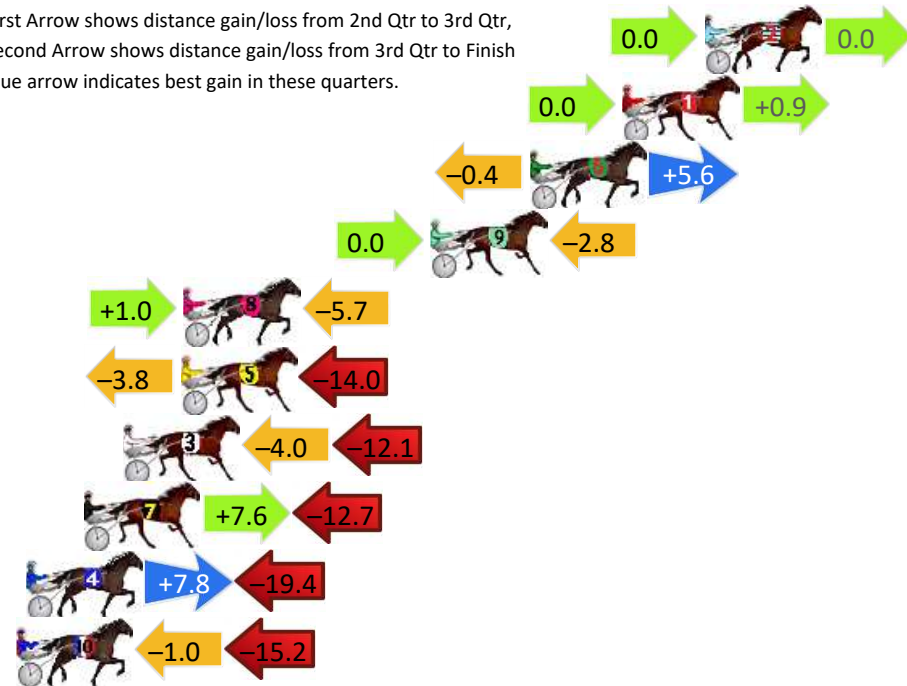 rst Arrow shows distance gain/loss from 2nd Qtr to 3rd Qtr,
econd Arrow shows distance gain/loss from 3rd Qtr to Finish
ue arrow indicates best gain in these quarters.
0.0 2 0.0
0.0 1 +0.9
–0.4 6 +5.6
0.0 9 –2.8
+1.0 8 –5.7
–3.8 5 –14.0
3 –4.0 –12.1
7 +7.6 –12.7
4 +7.8 –19.4
10 –1.0 –15.2